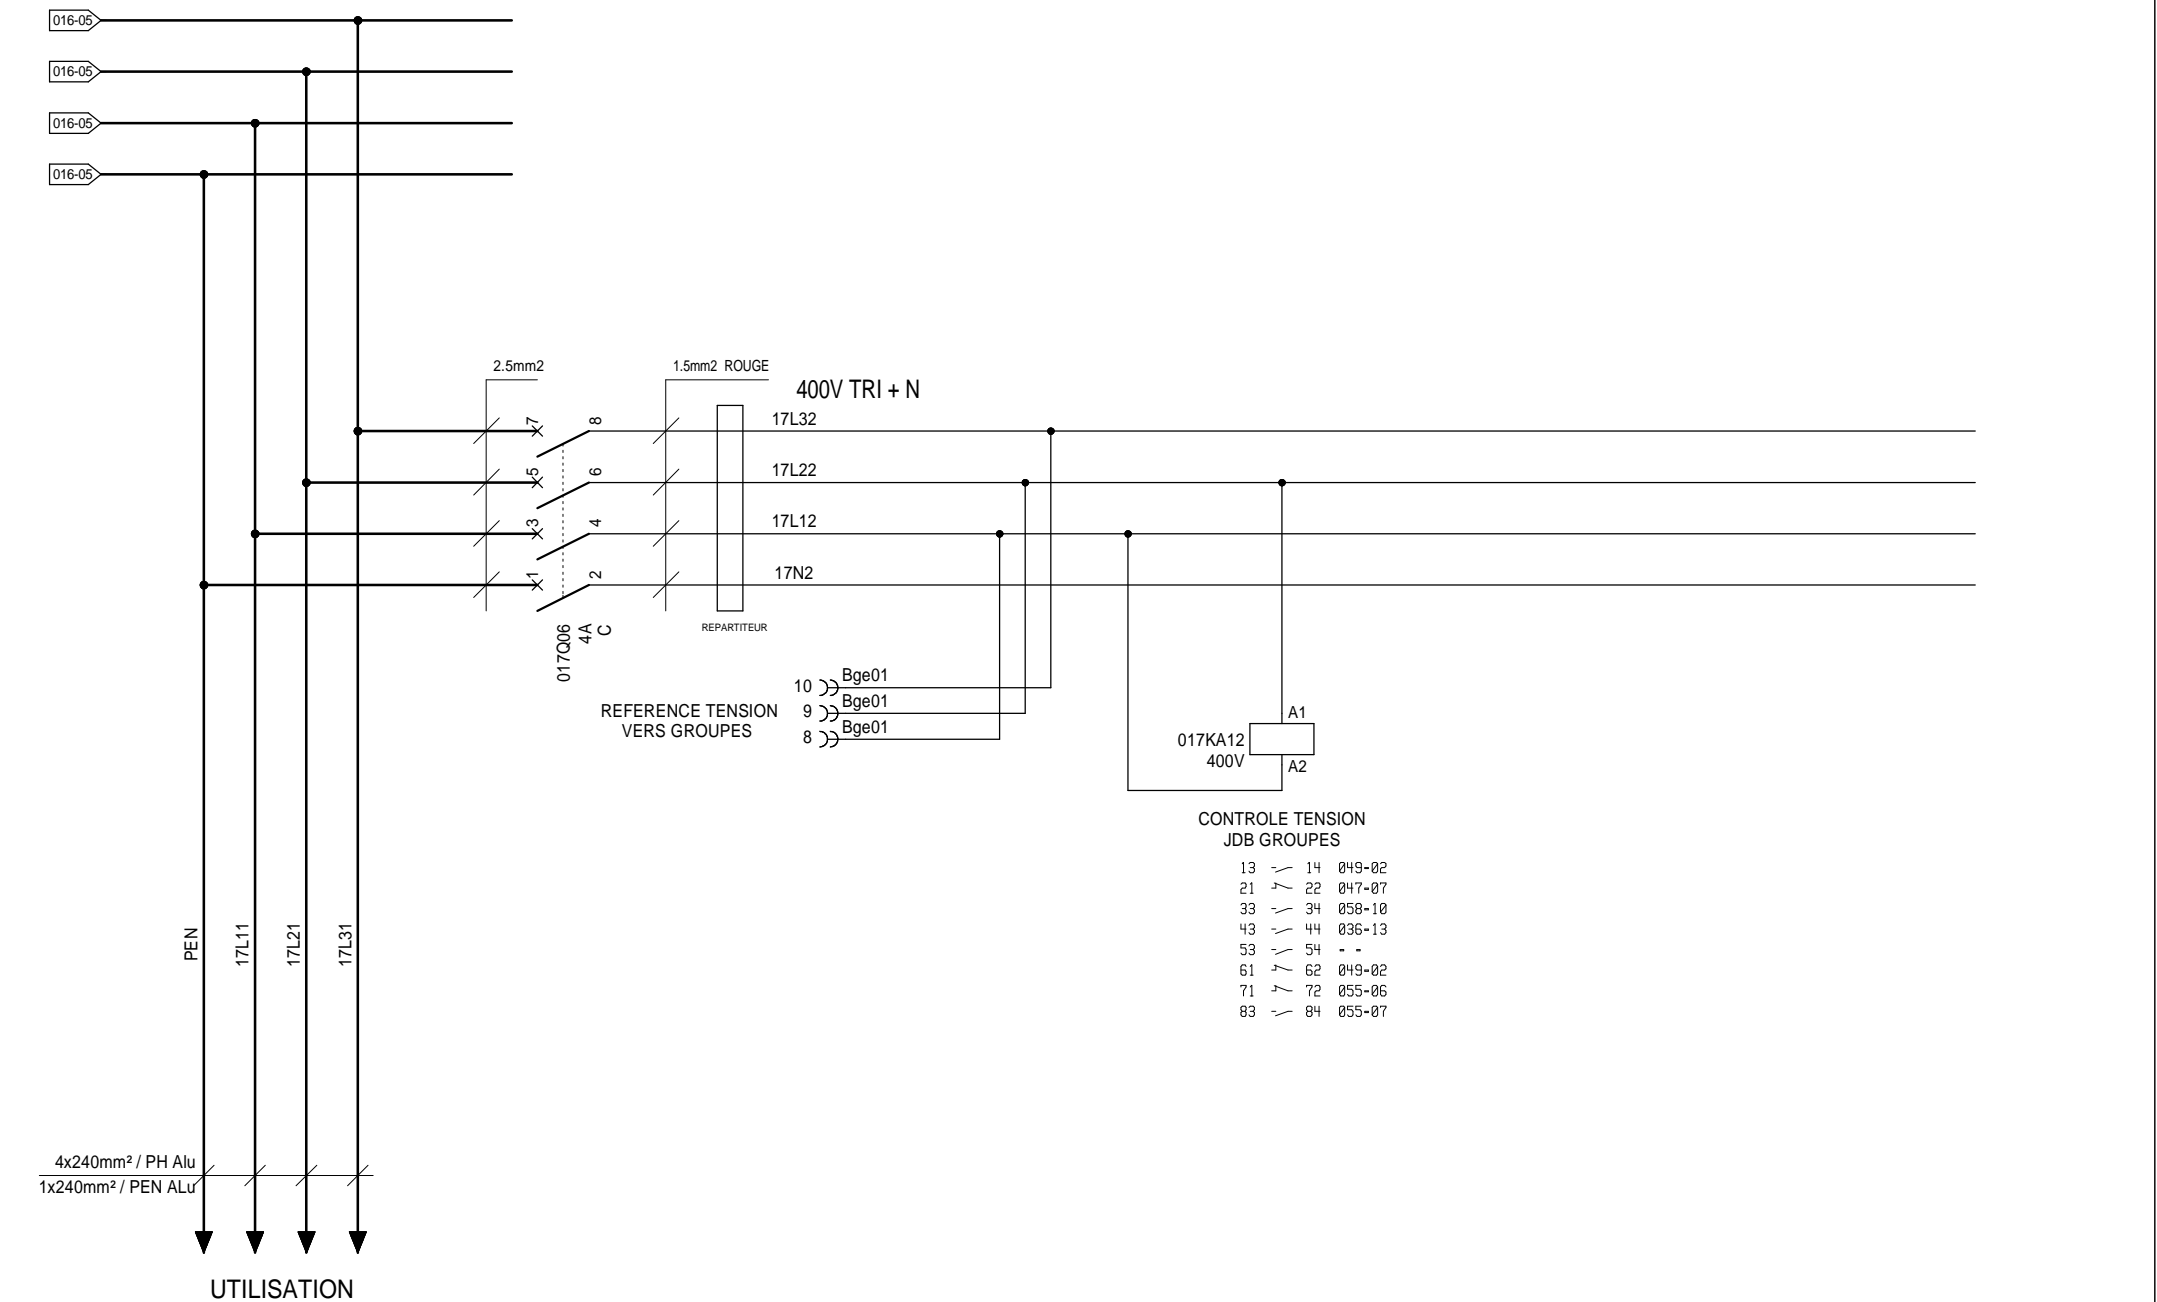 016-05
016-05
016-05
016-05
2.5mm2
1.5mm2 ROUGE
400V TRI + N
7 8 17L32
5 6 17L22
3 4 17L12
1 2 17N2
017Q06
4A
C
REPARTITEUR
10 Bge01
9 Bge01
8 Bge01
REFERENCE TENSION
VERS GROUPES
A1
017KA12
400V
A2
CONTROLE TENSION
JDB GROUPES
13 14 049-02
21 22 047-07
33 34 058-10
43 44 036-13
53 54 - -
61 62 049-02
71 72 055-06
83 84 055-07
PEN
17L11
17L21
17L31
4x240mm² / PH Alu
1x240mm² / PEN ALu
UTILISATION